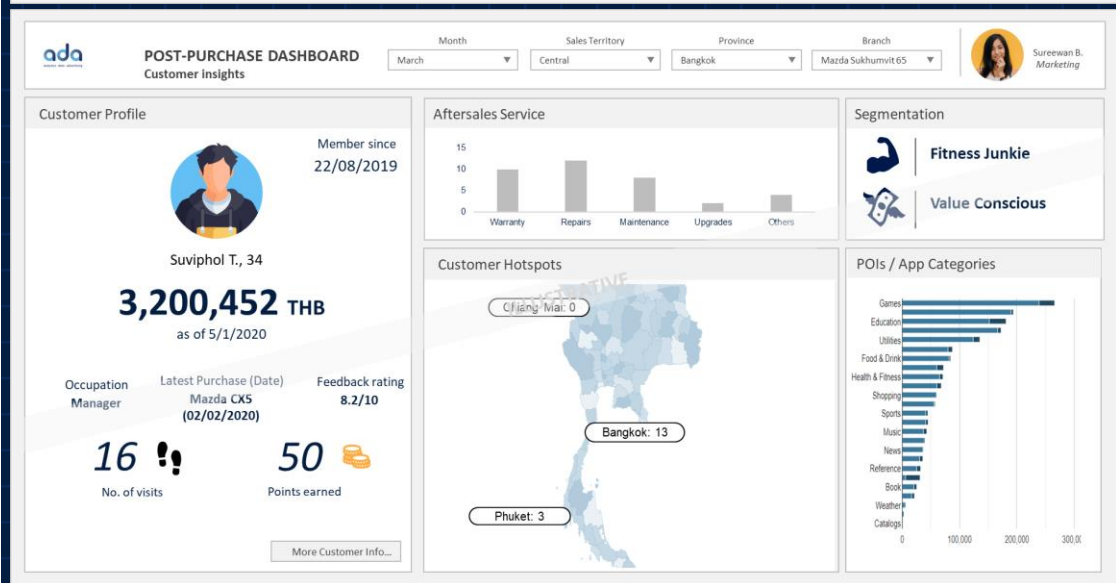 ada
POST-PURCHASE DASHBOARD
Customer insights
Month
March
Sales Territory
Central
Province
Bangkok
Branch
Mazda Sukhumvit 65
Sureewan B.
Marketing
Customer Profile
Member since
22/08/2019
Suviphol T., 34
3,200,452 THB
as of 5/1/2020
Occupation
Manager
Latest Purchase (Date)
Mazda CX5
(02/02/2020)
Feedback rating
8.2/10
16
No. of visits
50
Points earned
More Customer Info...
Aftersales Service
15
10
5
0
Warranty Repairs Maintenance Upgrades Others
Customer Hotspots
ILLUSTRATIVE
Chiang Mai: 0
Bangkok: 13
Phuket: 3
Segmentation
Fitness Junkie
Value Conscious
POIs / App Categories
Games
Education
Utilities
Food & Drink
Health & Fitness
Shopping
Sports
Music
News
Reference
Book
Weather
Catalogs
0 100,000 200,000 300,0